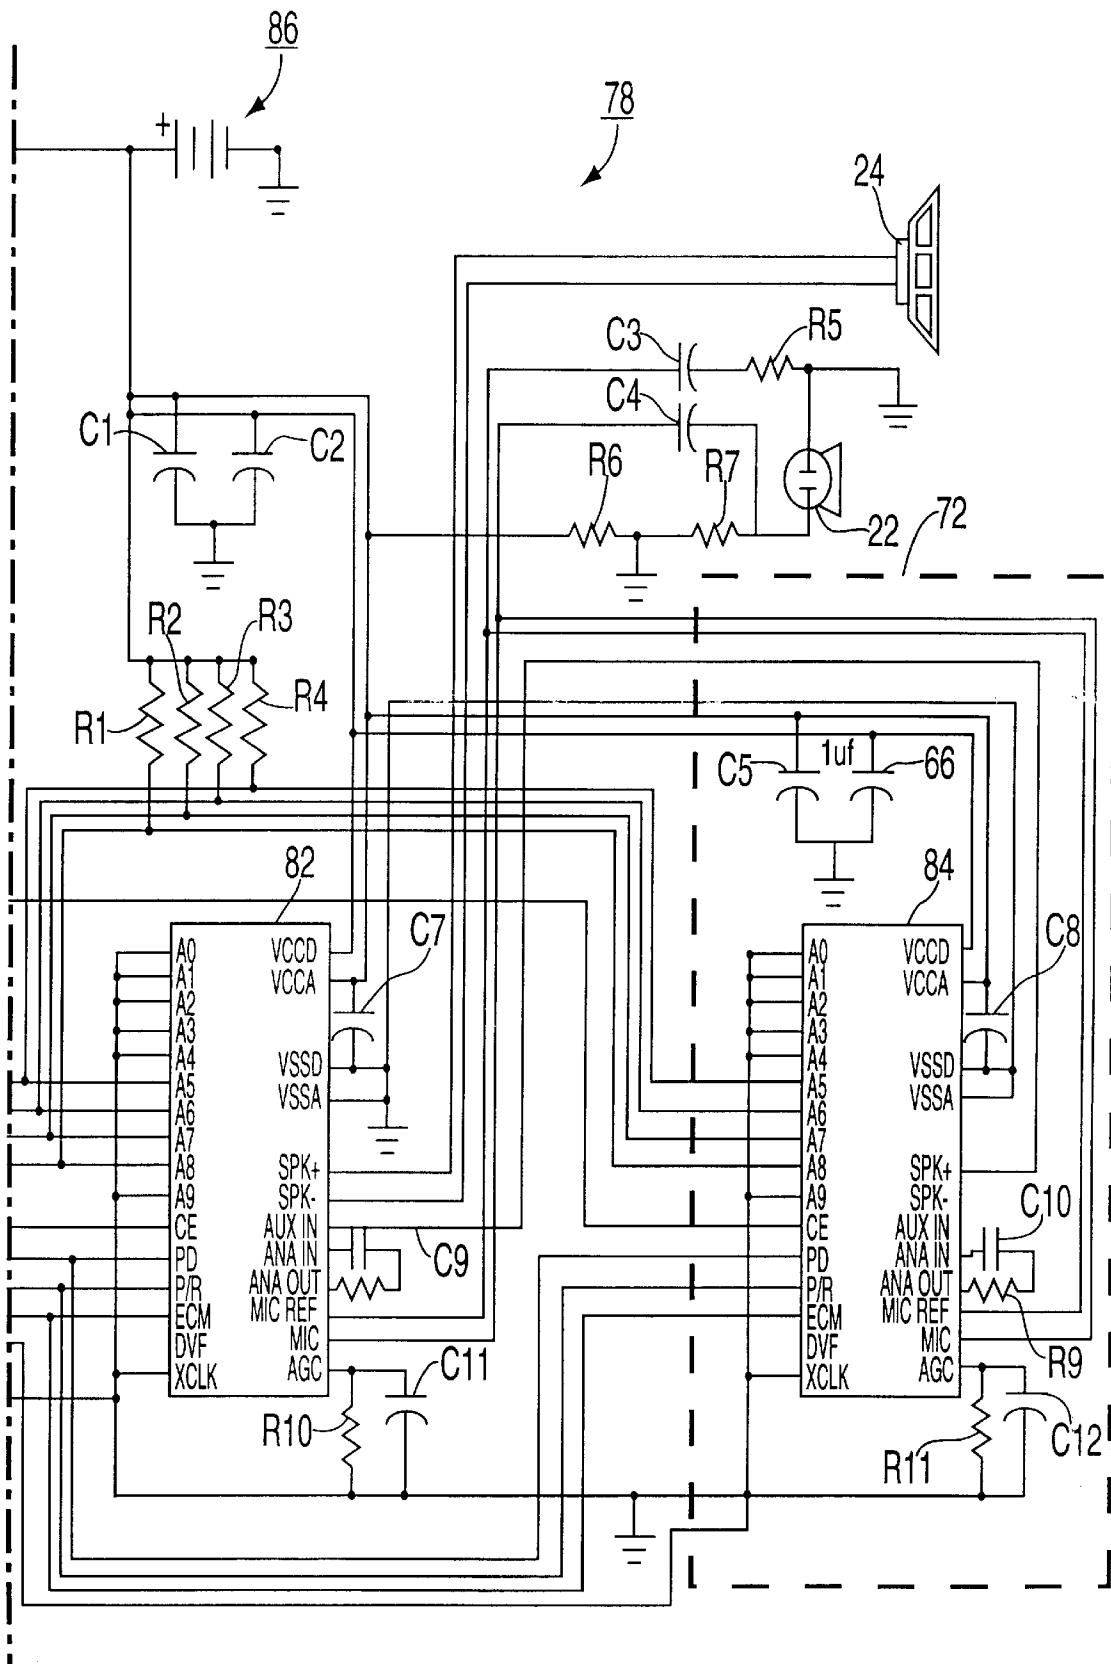 86
78
+
24
C3
R5
C4
C1
C2
R6
R7
22
72
R2
R3
R1
R4
C5
1uf
66
82
84
C7
C8
A0
A1
A2
A3
A4
A5
A6
A7
A8
A9
CE
PD
P/R
ECM
DVF
XCLK
VCCD
VCCA
VSSD
VSSA
SPK+
SPK-
AUX IN
ANA IN
ANA OUT
MIC REF
MIC
AGC
C9
C11
R10
A0
A1
A2
A3
A4
A5
A6
A7
A8
A9
CE
PD
P/R
ECM
DVF
XCLK
VCCD
VCCA
VSSD
VSSA
SPK+
SPK-
AUX IN
ANA IN
ANA OUT
MIC REF
MIC
AGC
C10
R9
R11
C12